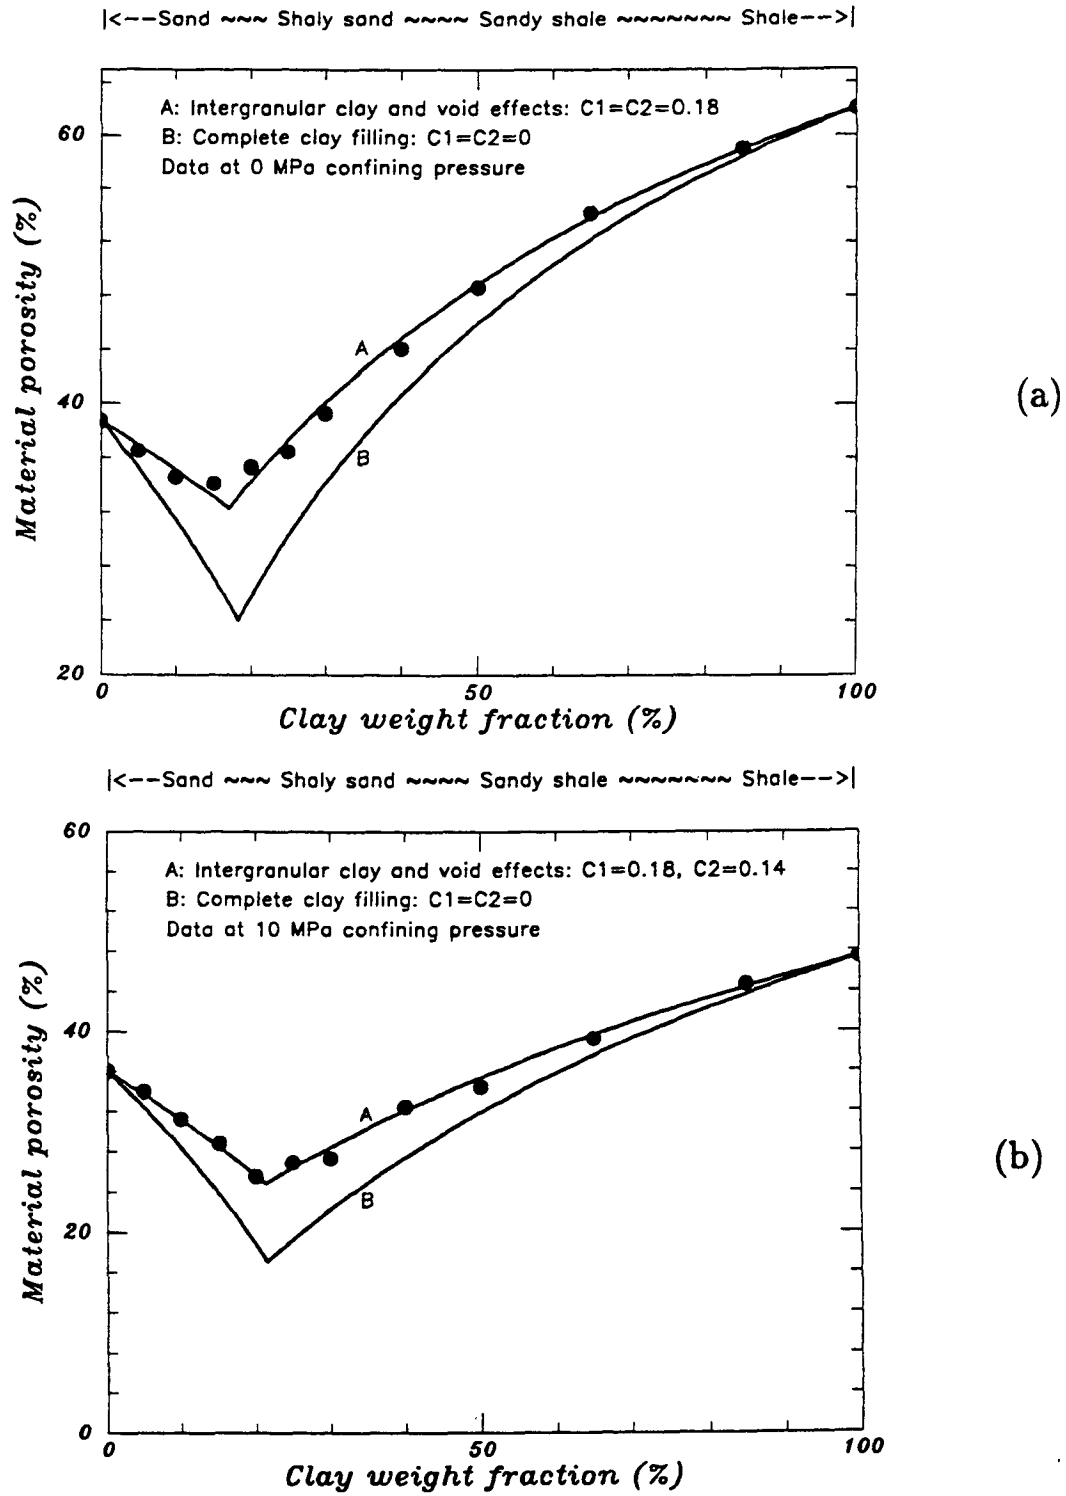 |<--Sand ~~~ Shaly sand ~~~~ Sandy shale ~~~~~~~ Shale-->|
A: Intergranular clay and void effects: C1=C2=0.18
B: Complete clay filling: C1=C2=0
Data at 0 MPa confining pressure
60
40
20
A
B
Material porosity (%)
0 50 100
Clay weight fraction (%)
(a)
|<--Sand ~~~ Shaly sand ~~~~ Sandy shale ~~~~~~~ Shale-->|
A: Intergranular clay and void effects: C1=0.18, C2=0.14
B: Complete clay filling: C1=C2=0
Data at 10 MPa confining pressure
60
40
20
0
A
B
Material porosity (%)
0 50 100
Clay weight fraction (%)
(b)